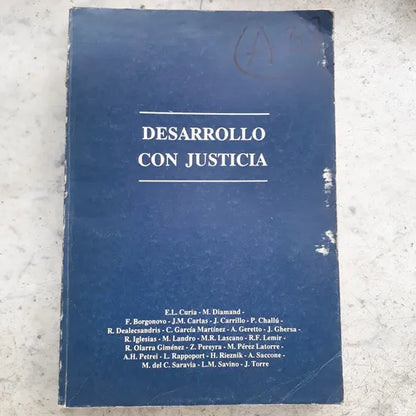 DESARROLLO
CON JUSTICIA
E.L. Curia - M. Diamand -
F. Borgonovo - J.M. Cartas - J. Carrillo - P. Challú -
R. Dealecsandris - C. García Martínez - A. Geretto - J. Ghersa -
R. Iglesias - M. Landro - M.R. Lascano - R.F. Lemir -
R. Olarra Giménez - Z. Pereyra - M. Pérez Latorre -
A.H. Petrei - L. Rappoport - H. Rieznik - A. Saccone -
M. del C. Saravia - L.M. Savino - J. Torre